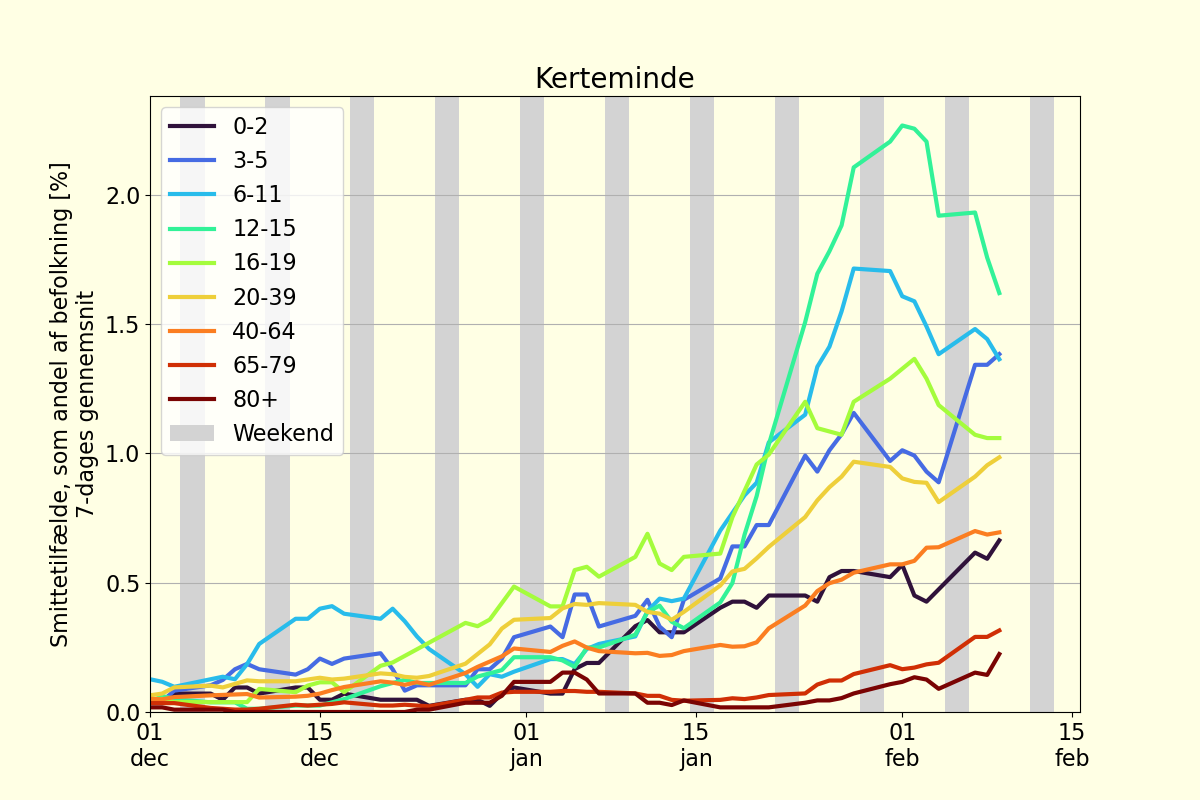 Kerteminde
Smittetilfælde, som andel af befolkning [%]
7-dages gennemsnit
2.0
1.5
1.0
0.5
0.0
0-2
3-5
6-11
12-15
16-19
20-39
40-64
65-79
80+
Weekend
01 15 01 15 01 15
dec dec jan jan feb feb